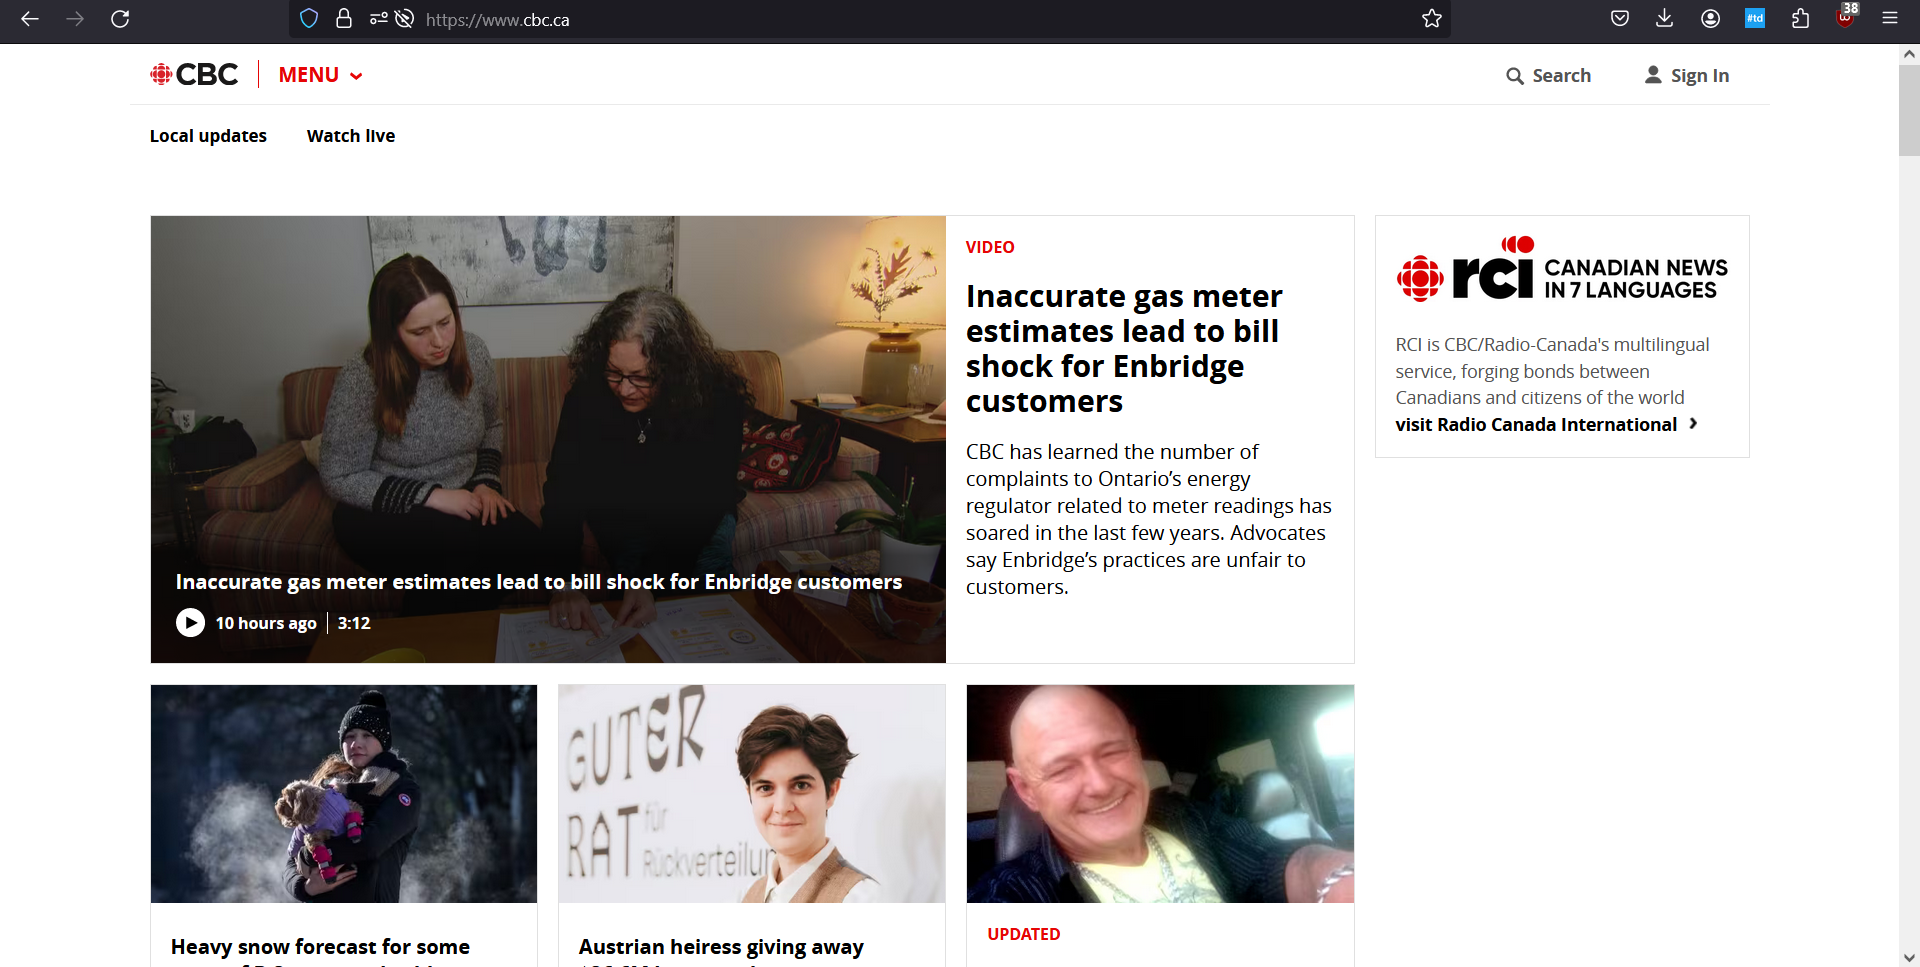 38
https://www.cbc.ca
#td
CBC
MENU
Search
Sign In
Local updates
Watch live
VIDEO
Inaccurate gas meter
estimates lead to bill
shock for Enbridge
customers
CBC has learned the number of
complaints to Ontario’s energy
regulator related to meter readings has
soared in the last few years. Advocates
say Enbridge’s practices are unfair to
customers.
Inaccurate gas meter estimates lead to bill shock for Enbridge customers
10 hours ago
3:12
rci CANADIAN NEWS
IN 7 LANGUAGES
RCI is CBC/Radio-Canada's multilingual
service, forging bonds between
Canadians and citizens of the world
visit Radio Canada International
GUTER
RAT für
Rückverteilun
Heavy snow forecast for some
Austrian heiress giving away
UPDATED